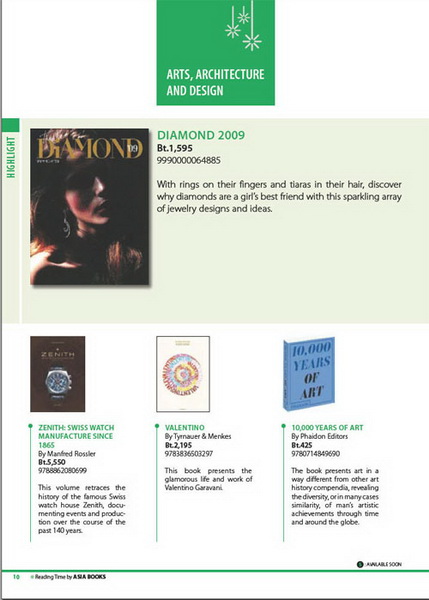 ARTS, ARCHITECTURE
AND DESIGN
HIGHLIGHT
DIAMOND '09
DIAMOND 2009
Bt.1,595
9990000064885
With rings on their fingers and tiaras in their hair, discover
why diamonds are a girl's best friend with this sparkling array
of jewelry designs and ideas.
ZENITH
10,000
YEARS
OF
ART
ZENITH: SWISS WATCH
MANUFACTURE SINCE
1865
By Manfred Rossler
Bt.5,550
9788862080699
This volume retraces the
history of the famous Swiss
watch house Zenith, docu-
menting events and produc-
tion over the course of the
past 140 years.
VALENTINO
By Tyrnauer & Menkes
Bt.2,195
9783836503297
This book presents the
glamorous life and work of
Valentino Garavani.
10,000 YEARS OF ART
By Phaidon Editors
Bt.425
9780714849690
The book presents art in a
way different from other art
history compendia, revealing
the diversity, or in many cases
similarity, of man's artistic
achievements through time
and around the globe.
S :AVAILABLE SOON
10 Reading Time by ASIA BOOKS